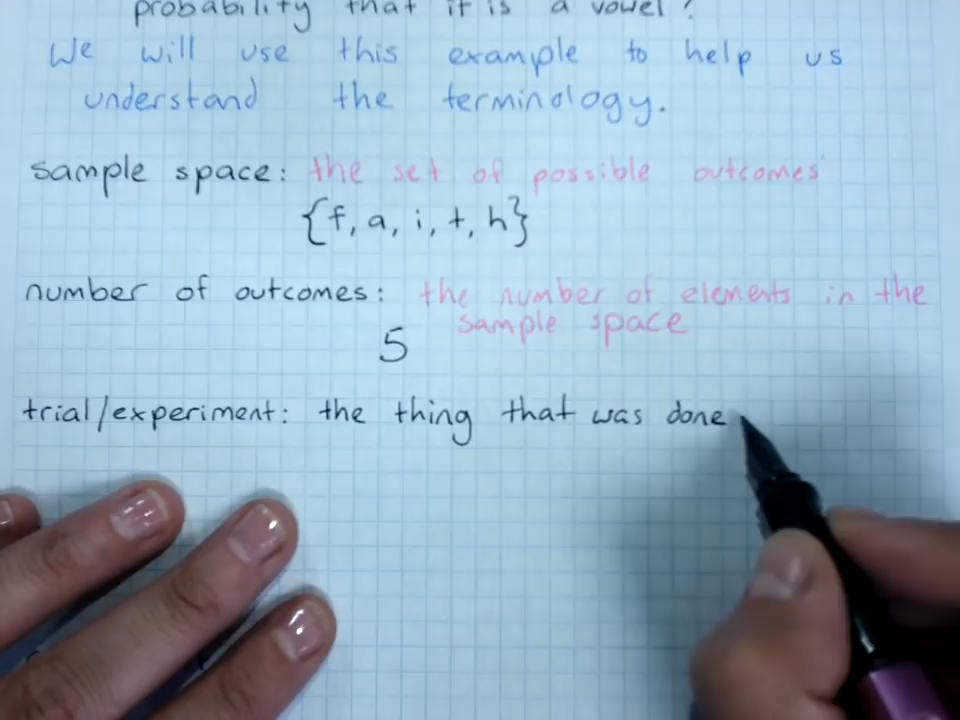 probability that it is a vowel?
We will use this example to help us
understand the terminology.
sample space: the set of possible outcomes
{f, a, i, t, h}
number of outcomes: the number of elements in the
sample space
5
trial/experiment: the thing that was done